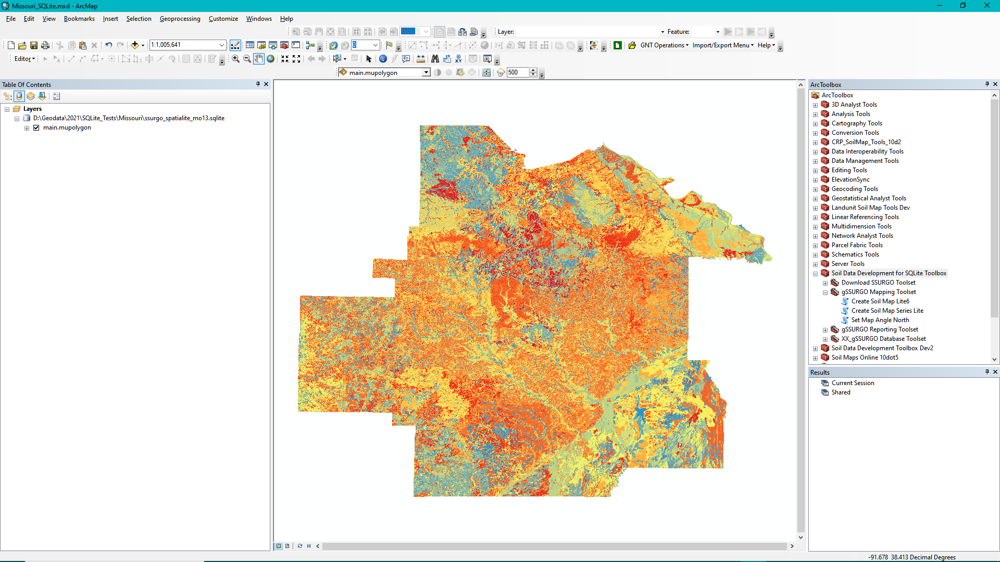 Missouri_SQLite.mxd - ArcMap
File Edit View Bookmarks Insert Selection Geoprocessing Customize Windows Help
100% Layer: Feature:
1:1,005,641 0 GNT Operations Import/Export Menu Help
Editor
main.mupolygon 500
Table Of Contents
Layers
D:\Geodata\2021\SQLite_Tests\Missouri\ssurgo_spatialite_mo13.sqlite
main.mupolygon
ArcToolbox
ArcToolbox
3D Analyst Tools
Analysis Tools
Cartography Tools
Conversion Tools
CRP_SoilMap_Tools_10d2
Data Interoperability Tools
Data Management Tools
Editing Tools
ElevationSync
Geocoding Tools
Geostatistical Analyst Tools
Landunit Soil Map Tools Dev
Linear Referencing Tools
Multidimension Tools
Network Analyst Tools
Parcel Fabric Tools
Schematics Tools
Server Tools
Soil Data Development for SQLite Toolbox
Download SSURGO Toolset
gSSURGO Mapping Toolset
Create Soil Map Lite6
Create Soil Map Series Lite
Set Map Angle North
gSSURGO Reporting Toolset
XX_gSSURGO Database Toolset
Soil Data Development Toolbox Dev2
Soil Maps Online 10dot5
Results
Current Session
Shared
-91.678 38.413 Decimal Degrees